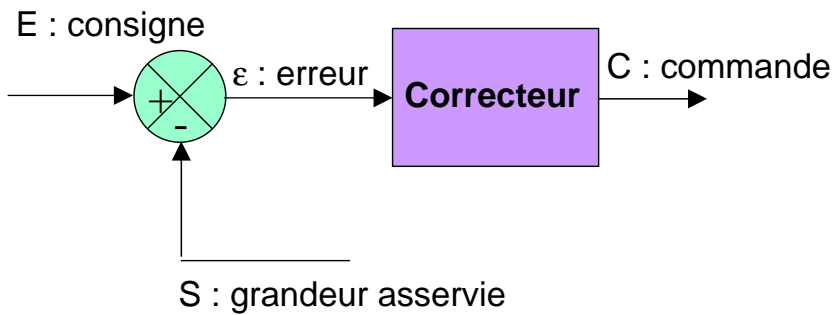 E : consigne
ε : erreur
C : commande
Correcteur
+
-
S : grandeur asservie